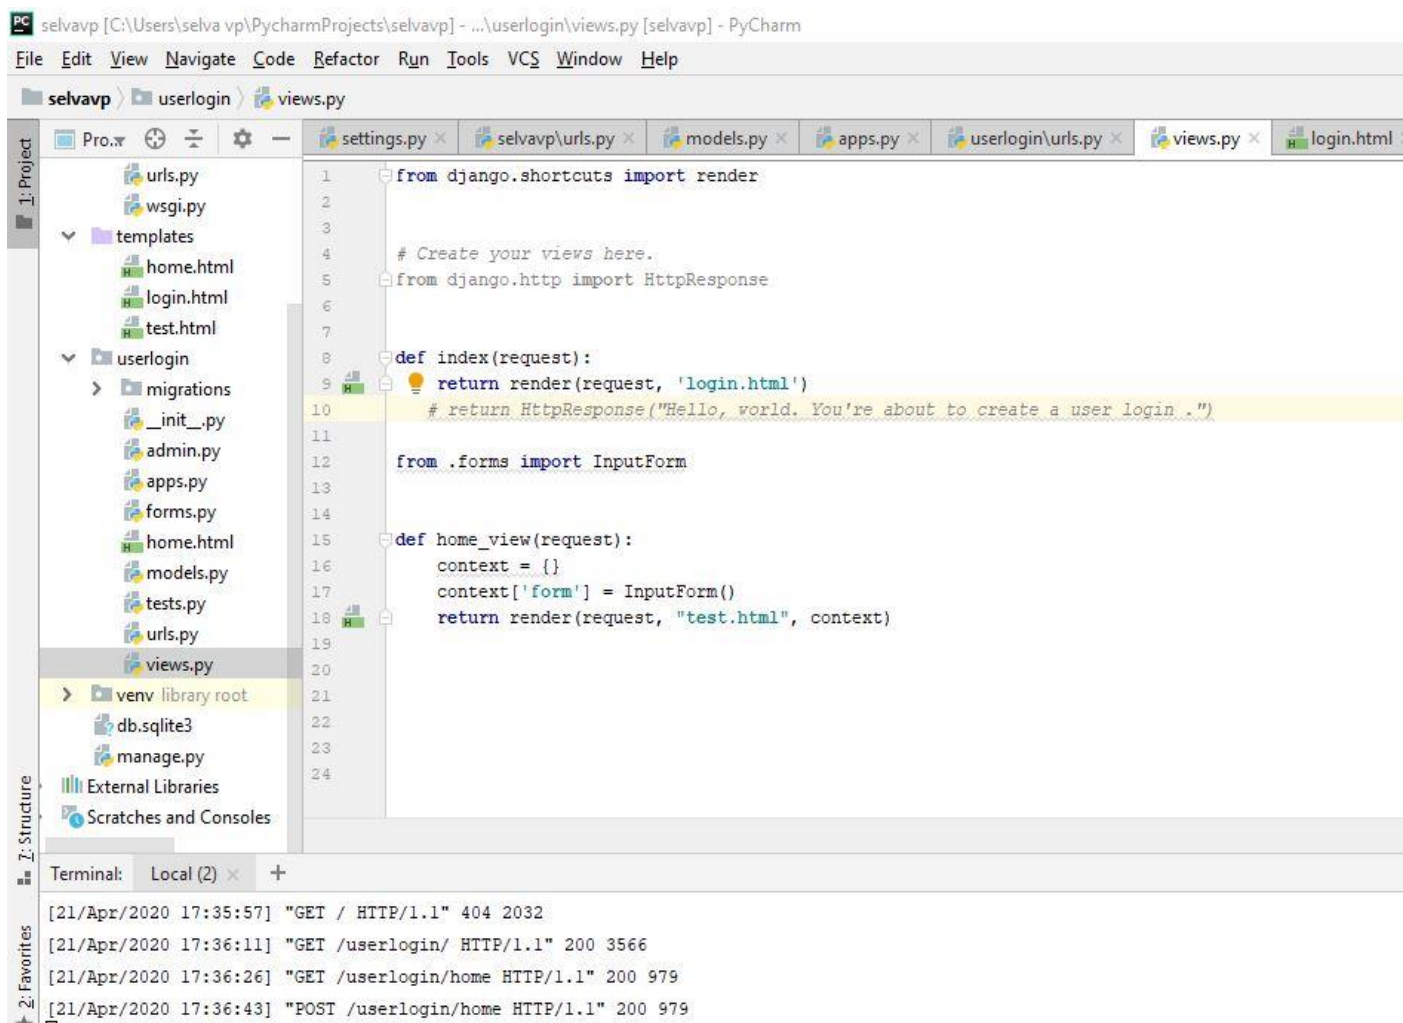 PC selvavp [C:\Users\selva vp\PycharmProjects\selvavp] - ...\userlogin\views.py [selvavp] - PyCharm
File Edit View Navigate Code Refactor Run Tools VCS Window Help
selvavp userlogin views.py
1: Project
Pro...
settings.py selvavp\urls.py models.py apps.py userlogin\urls.py views.py login.html
urls.py
wsgi.py
templates
home.html
login.html
test.html
userlogin
migrations
__init__.py
admin.py
apps.py
forms.py
home.html
models.py
tests.py
urls.py
views.py
venv library root
db.sqlite3
manage.py
External Libraries
Scratches and Consoles
1 from django.shortcuts import render
2
3
4 # Create your views here.
5 from django.http import HttpResponse
6
7
8 def index(request):
9 return render(request, 'login.html')
10 # return HttpResponse("Hello, world. You're about to create a user login .")
11
12 from .forms import InputForm
13
14
15 def home_view(request):
16 context = {}
17 context['form'] = InputForm()
18 return render(request, "test.html", context)
19
20
21
22
23
24
7: Structure
2: Favorites
Terminal: Local (2) +
[21/Apr/2020 17:35:57] "GET / HTTP/1.1" 404 2032
[21/Apr/2020 17:36:11] "GET /userlogin/ HTTP/1.1" 200 3566
[21/Apr/2020 17:36:26] "GET /userlogin/home HTTP/1.1" 200 979
[21/Apr/2020 17:36:43] "POST /userlogin/home HTTP/1.1" 200 979